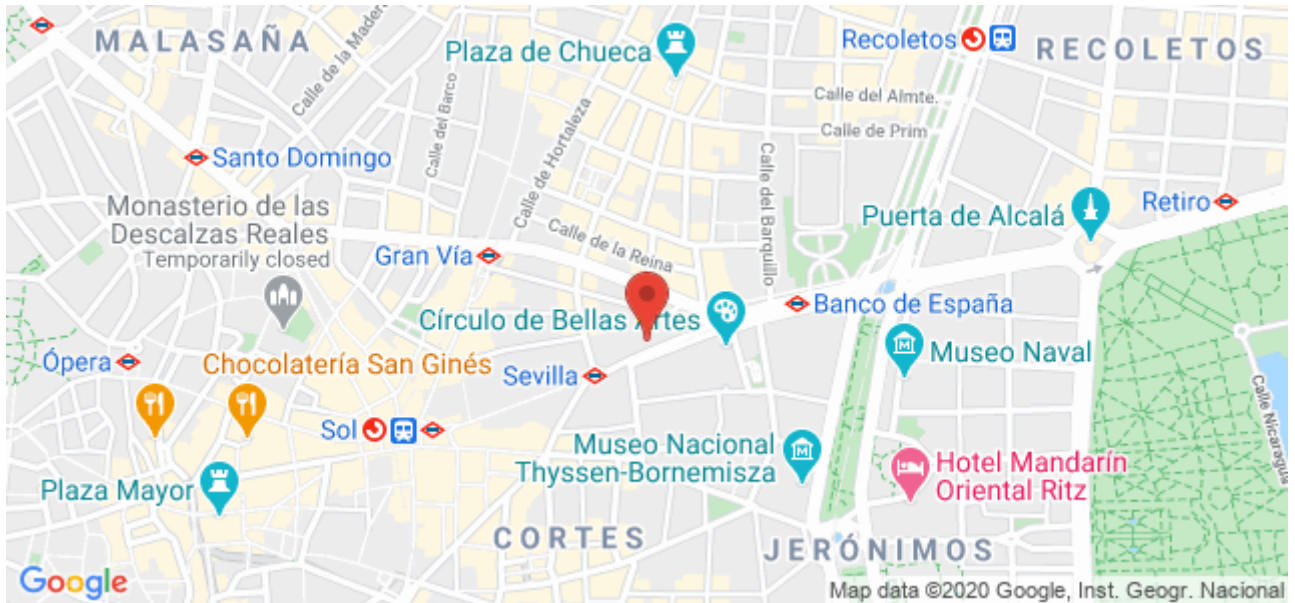 MALASAÑA
Calle de la Madera
Calle del Barco
Calle de Hortaleza
Plaza de Chueca
Recoletos
RECOLETOS
Calle del Almte.
Calle de Prim
Santo Domingo
Calle del Barquillo
Monasterio de las
Descalzas Reales
Temporarily closed
Puerta de Alcalá
Retiro
Gran Vía
Calle de la Reina
Círculo de Bellas Artes
Banco de España
Ópera
Chocolatería San Ginés
Sevilla
Museo Naval
Calle Nicaragua
Sol
Museo Nacional
Thyssen-Bornemisza
Hotel Mandarín
Oriental Ritz
Plaza Mayor
CORTES
JERÓNIMOS
Google
Map data ©2020 Google, Inst. Geogr. Nacional